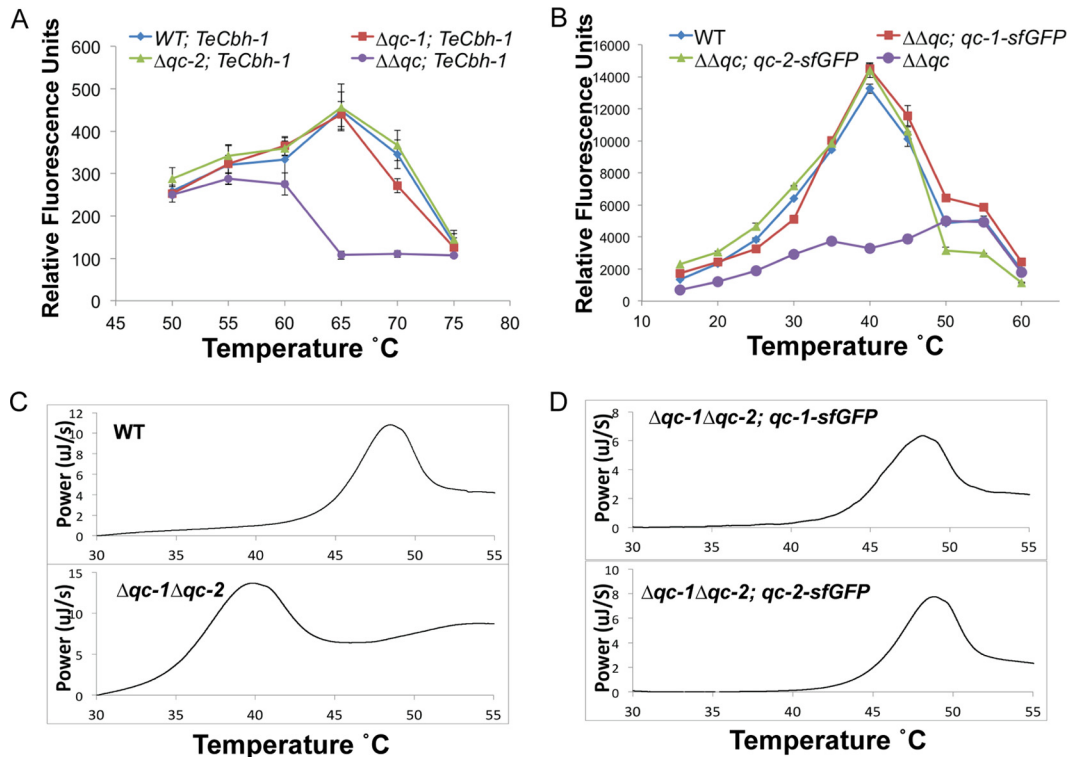 A
WT; TeCbh-1
Δqc-1; TeCbh-1
Δqc-2; TeCbh-1
ΔΔqc; TeCbh-1
Relative Fluorescence Units
600
500
400
300
200
100
0
45 50 55 60 65 70 75 80
Temperature ˚C
B
WT
ΔΔqc; qc-1-sfGFP
ΔΔqc; qc-2-sfGFP
ΔΔqc
Relative Fluorescence Units
16000
14000
12000
10000
8000
6000
4000
2000
0
10 20 30 40 50 60
Temperature ˚C
C
WT
Power (uJ/s)
12
10
8
6
4
2
0
30 35 40 45 50 55
Δqc-1Δqc-2
Power (uJ/s)
15
10
5
0
30 35 40 45 50 55
Temperature ˚C
D
Δqc-1Δqc-2; qc-1-sfGFP
Power (uJ/s)
8
6
4
2
0
30 35 40 45 50 55
Δqc-1Δqc-2; qc-2-sfGFP
Power (uJ/s)
10
8
6
4
2
0
30 35 40 45 50 55
Temperature ˚C